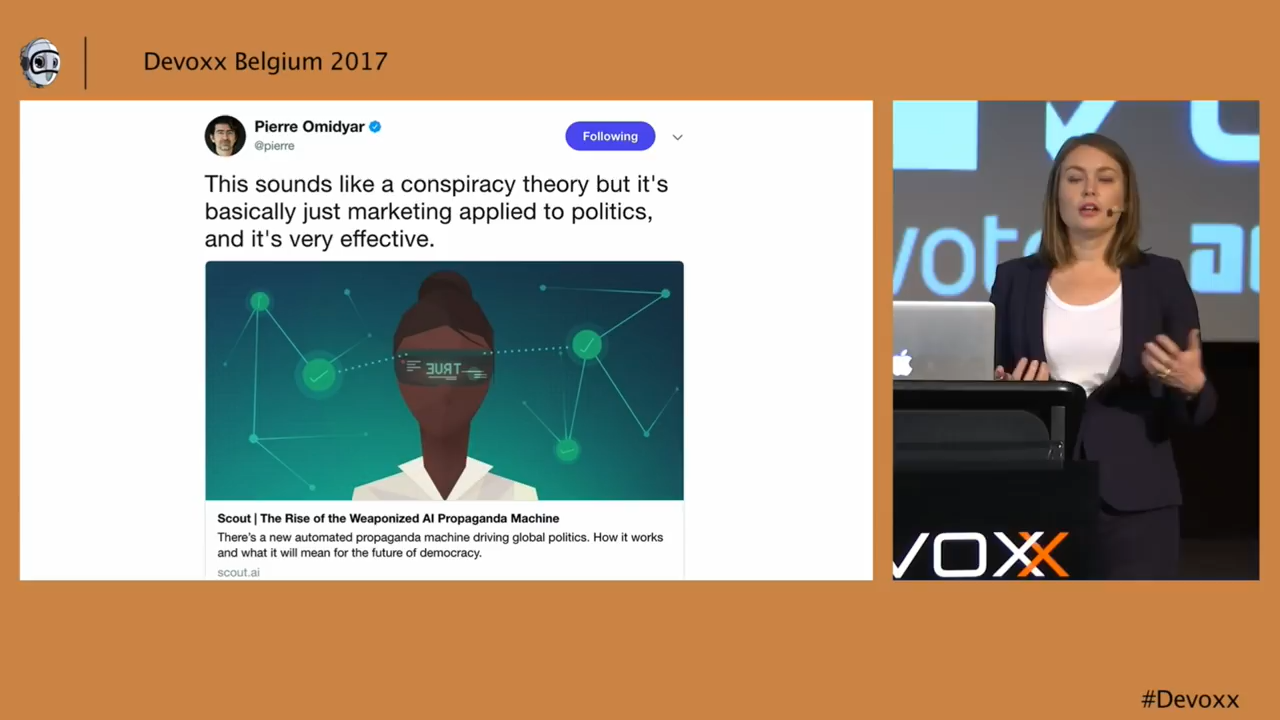 Devoxx Belgium 2017
Pierre Omidyar
@pierre
Following
This sounds like a conspiracy theory but it's
basically just marketing applied to politics,
and it's very effective.
TRUE
Scout | The Rise of the Weaponized AI Propaganda Machine
There's a new automated propaganda machine driving global politics. How it works
and what it will mean for the future of democracy.
scout.ai
vote
VOXX
#Devoxx